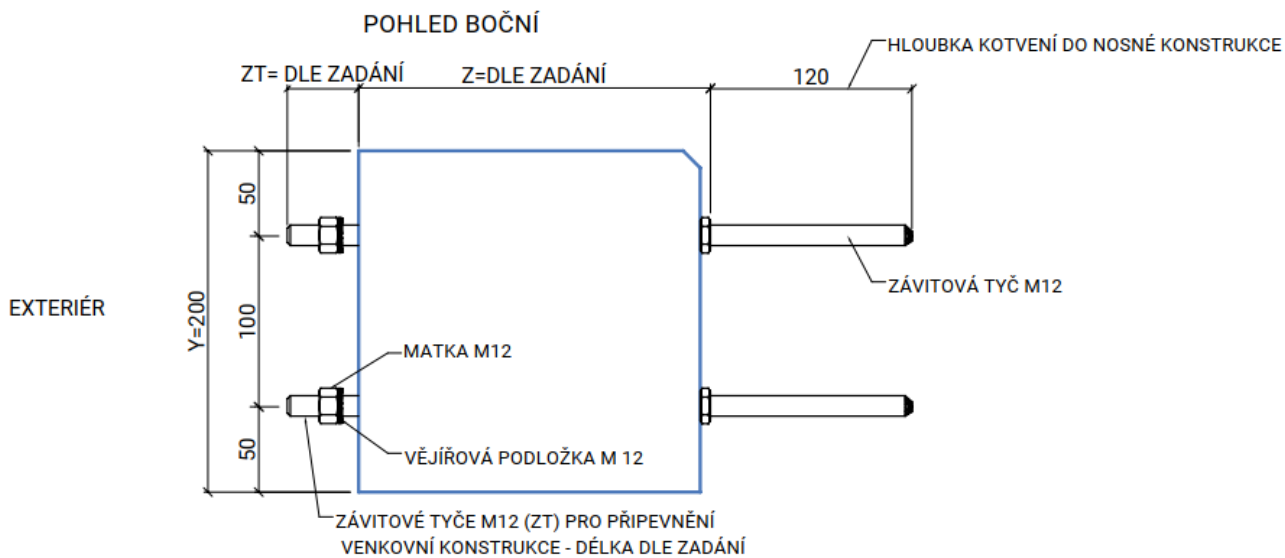 POHLED BOČNÍ
HLOUBKA KOTVENÍ DO NOSNÉ KONSTRUKCE
ZT= DLE ZADÁNÍ
Z=DLE ZADÁNÍ
120
50
ZÁVITOVÁ TYČ M12
EXTERIÉR
Y=200
100
MATKA M12
50
VĚJÍŘOVÁ PODLOŽKA M 12
ZÁVITOVÉ TYČE M12 (ZT) PRO PŘIPEVNĚNÍ
VENKOVNÍ KONSTRUKCE - DÉLKA DLE ZADÁNÍ